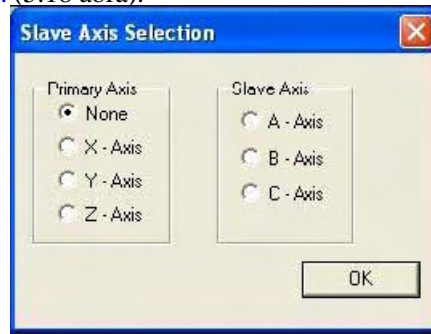 Slave Axis Selection
Primary Axis
None
X - Axis
Y - Axis
Z - Axis
Slave Axis
A - Axis
B - Axis
C - Axis
OK